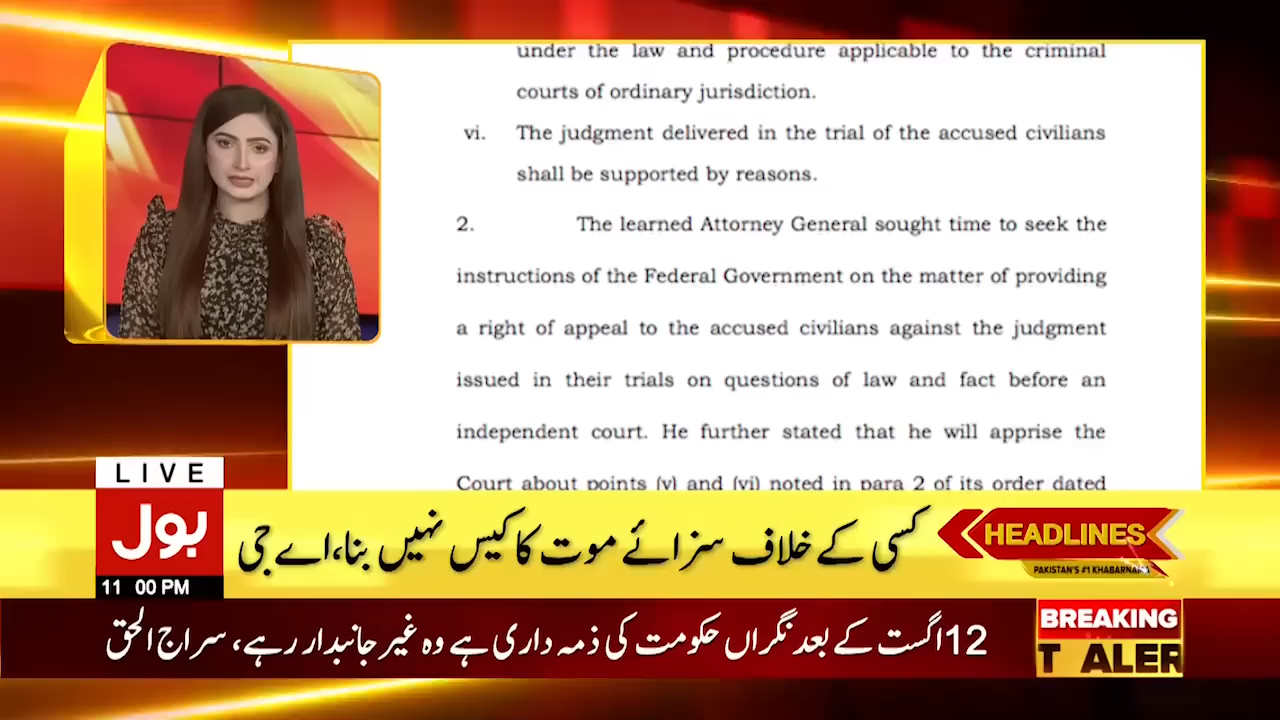 under the law and procedure applicable to the criminal
courts of ordinary jurisdiction.
vi. The judgment delivered in the trial of the accused civilians
shall be supported by reasons.
2. The learned Attorney General sought time to seek the
instructions of the Federal Government on the matter of providing
a right of appeal to the accused civilians against the judgment
issued in their trials on questions of law and fact before an
independent court. He further stated that he will apprise the
Court about points (v) and (vi) noted in para 2 of its order dated
LIVE
بول
11 00 PM
کسی کے خلاف سزائے موت کا کیس نہیں بنا،اے جی
HEADLINES
PAKISTAN'S #1 KHABARNAMA
12 اگست کے بعد نگراں حکومت کی ذمہ داری ہے وہ غیر جانبدار رہے، سراج الحق
BREAKING
T ALER